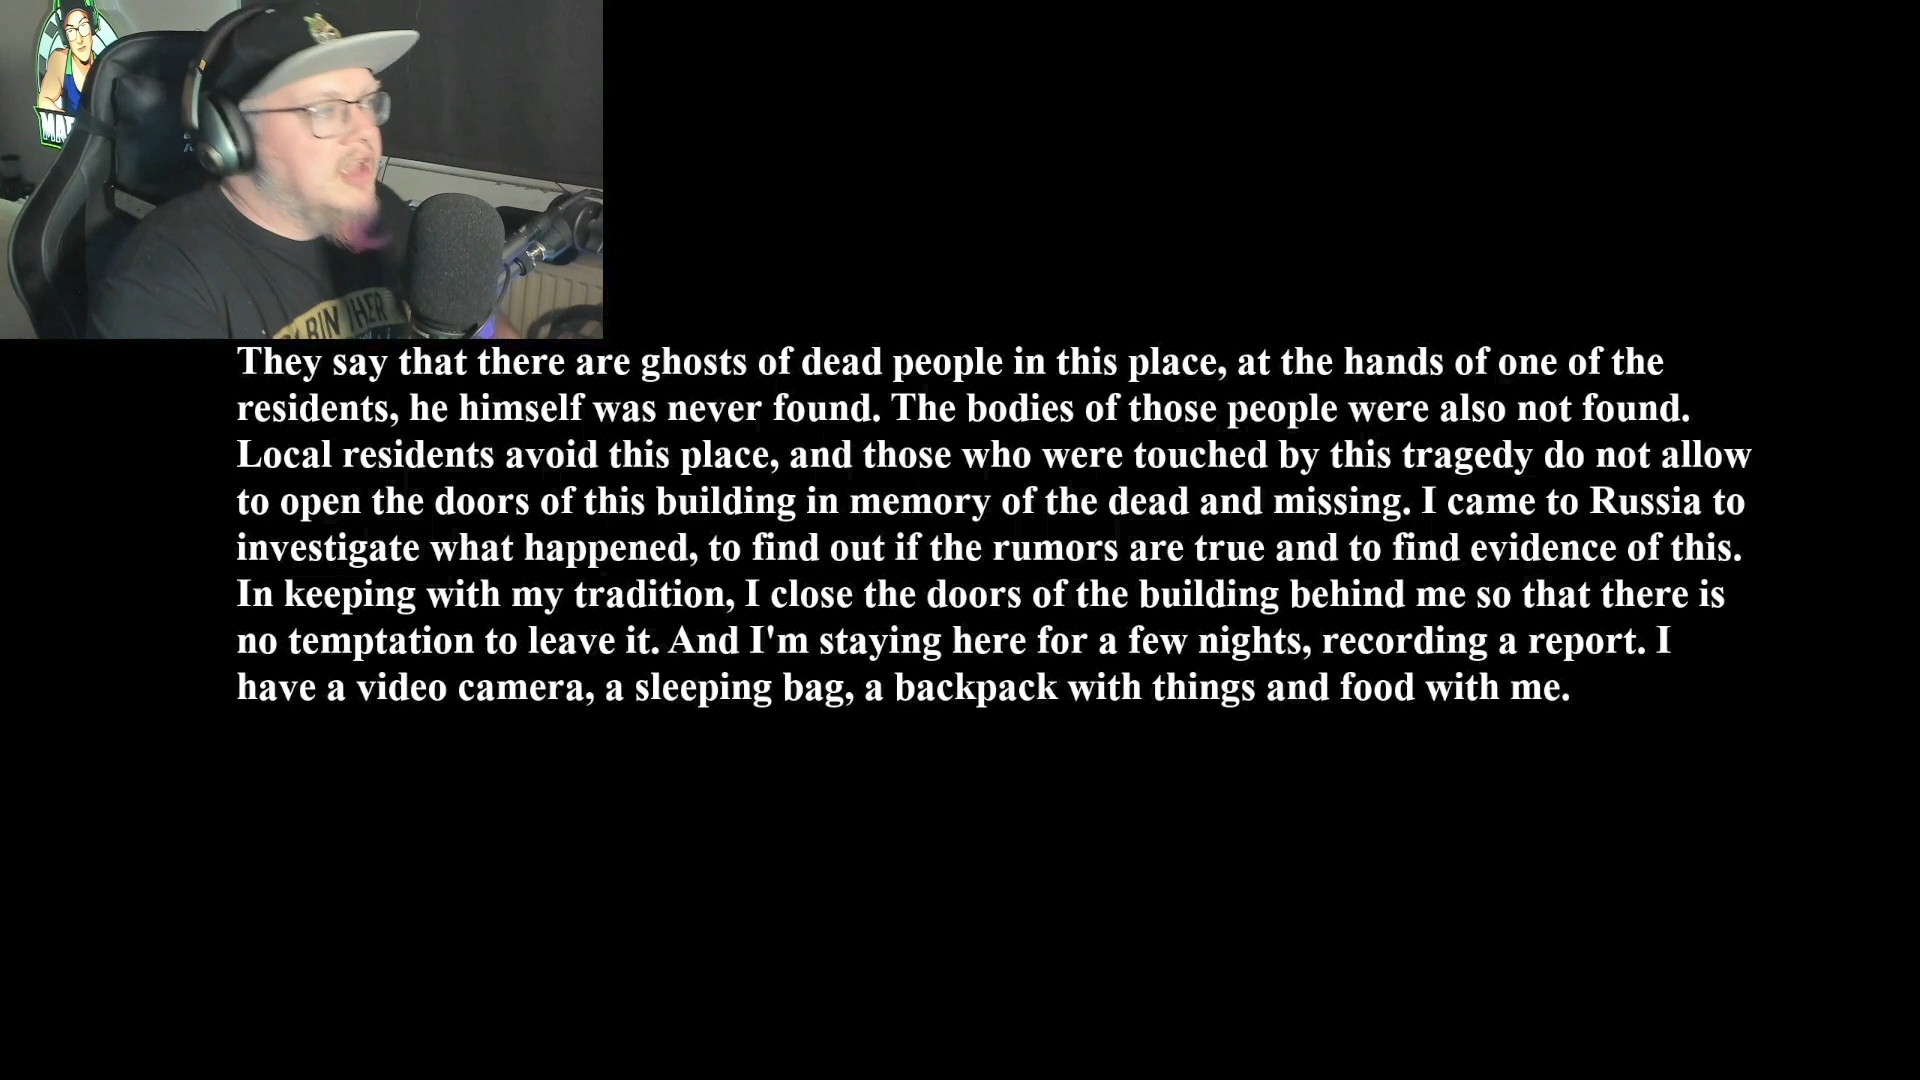 MA
They say that there are ghosts of dead people in this place, at the hands of one of the
residents, he himself was never found. The bodies of those people were also not found.
Local residents avoid this place, and those who were touched by this tragedy do not allow
to open the doors of this building in memory of the dead and missing. I came to Russia to
investigate what happened, to find out if the rumors are true and to find evidence of this.
In keeping with my tradition, I close the doors of the building behind me so that there is
no temptation to leave it. And I'm staying here for a few nights, recording a report. I
have a video camera, a sleeping bag, a backpack with things and food with me.